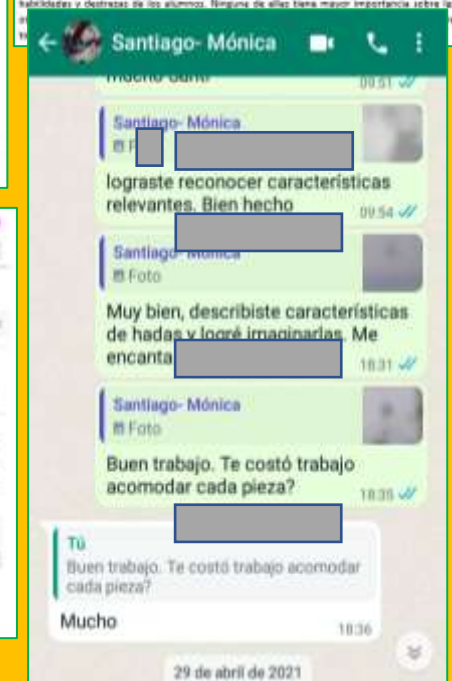 habilidades y destrezas de los alumnos. Ninguna de ellas tiene mayor importancia sobre la
Santiago- Mónica
09:51
Santiago- Mónica
lograste reconocer características
relevantes. Bien hecho
09:54
Santiago- Mónica
Foto
Muy bien, describiste características
de hadas y logré imaginarlas. Me
encanta
18:31
Santiago- Mónica
Foto
Buen trabajo. Te costó trabajo
acomodar cada pieza?
18:35
Tú
Buen trabajo. Te costó trabajo acomodar
cada pieza?
Mucho
18:36
29 de abril de 2021